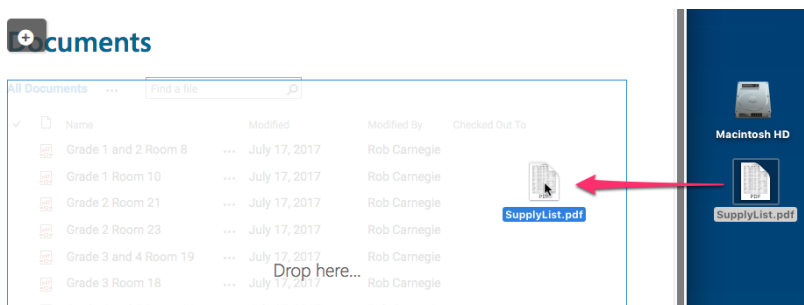 Documents
All Documents ... Find a file
Name Modified Modified By Checked Out To
Grade 1 and 2 Room 8 ... July 17, 2017 Rob Carnegie
Grade 1 Room 10 ... July 17, 2017 Rob Carnegie
Grade 2 Room 21 ... July 17, 2017 Rob Carnegie
Grade 2 Room 23 ... July 17, 2017 Rob Carnegie
Grade 3 and 4 Room 19 ... July 17, 2017 Rob Carnegie
Grade 3 Room 18 ... July 17, 2017 Rob Carnegie
Drop here...
PDF
SupplyList.pdf
Macintosh HD
PDF
SupplyList.pdf